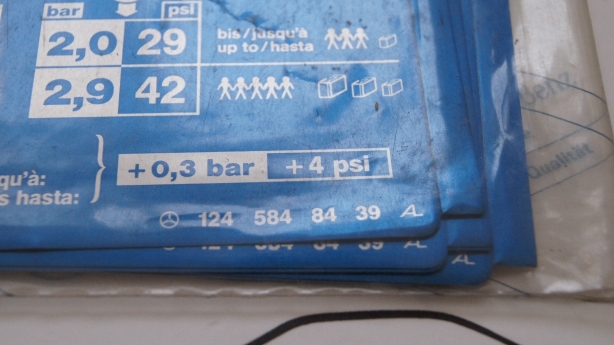 bar psi
2,0 29 bis/jusqu'à
up to/hasta
2,9 42
qu'à:
s hasta:
+0,3 bar +4 psi
124 584 84 39
Qualität